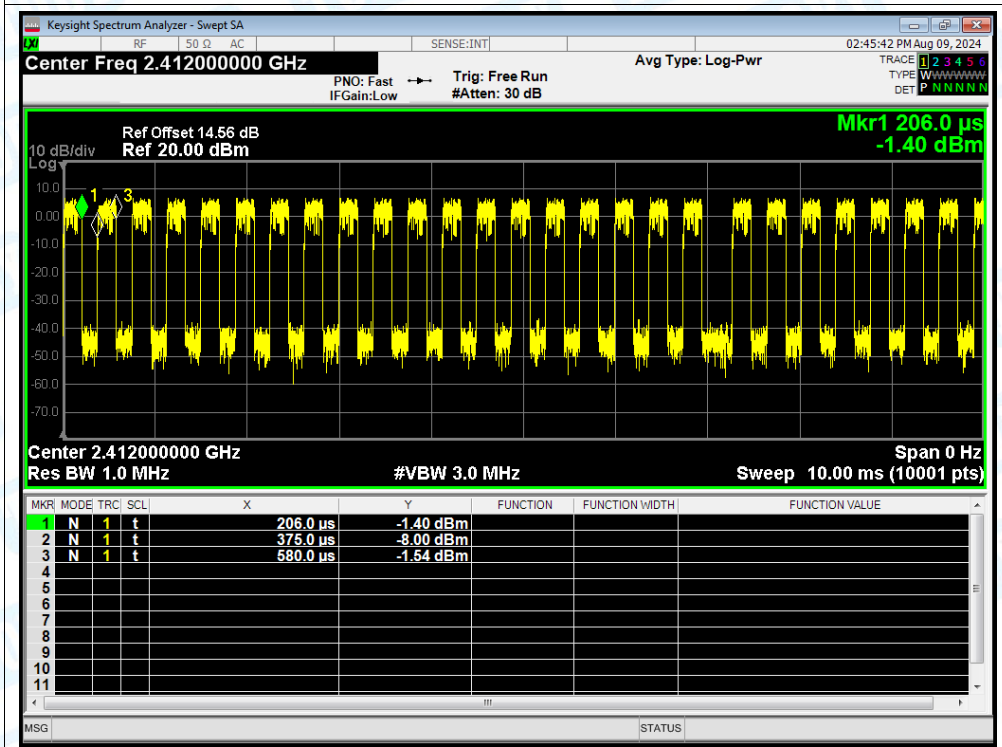 Keysight Spectrum Analyzer - Swept SA
LXI RF 50 Ω AC SENSE:INT 02:45:42 PM Aug 09, 2024
Center Freq 2.412000000 GHz Avg Type: Log-Pwr TRACE 1 2 3 4 5 6
PNO: Fast Trig: Free Run TYPE WWWWWW
IFGain:Low #Atten: 30 dB DET P N N N N N
Mkr1 206.0 µs
Ref Offset 14.56 dB
10 dB/div Ref 20.00 dBm -1.40 dBm
Log
10.0
1 3
0.00
-10.0
-20.0
-30.0
-40.0
-50.0
-60.0
-70.0
Center 2.412000000 GHz Span 0 Hz
Res BW 1.0 MHz #VBW 3.0 MHz Sweep 10.00 ms (10001 pts)
MKR MODE TRC SCL X Y FUNCTION FUNCTION WIDTH FUNCTION VALUE
1 N 1 t 206.0 µs -1.40 dBm
2 N 1 t 375.0 µs -8.00 dBm
3 N 1 t 580.0 µs -1.54 dBm
4
5
6
7
8
9
10
11
MSG STATUS